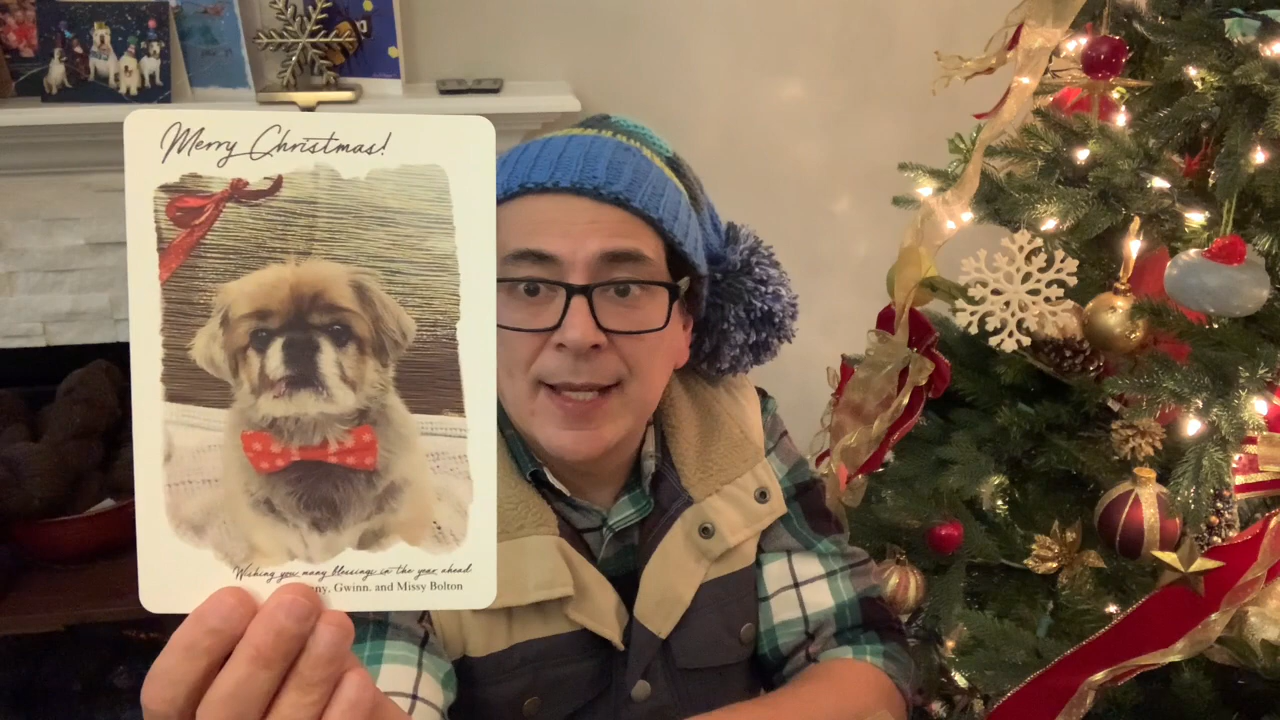 Merry Christmas!
Wishing you many blessings in the year ahead
Gwinn, and Missy Bolton